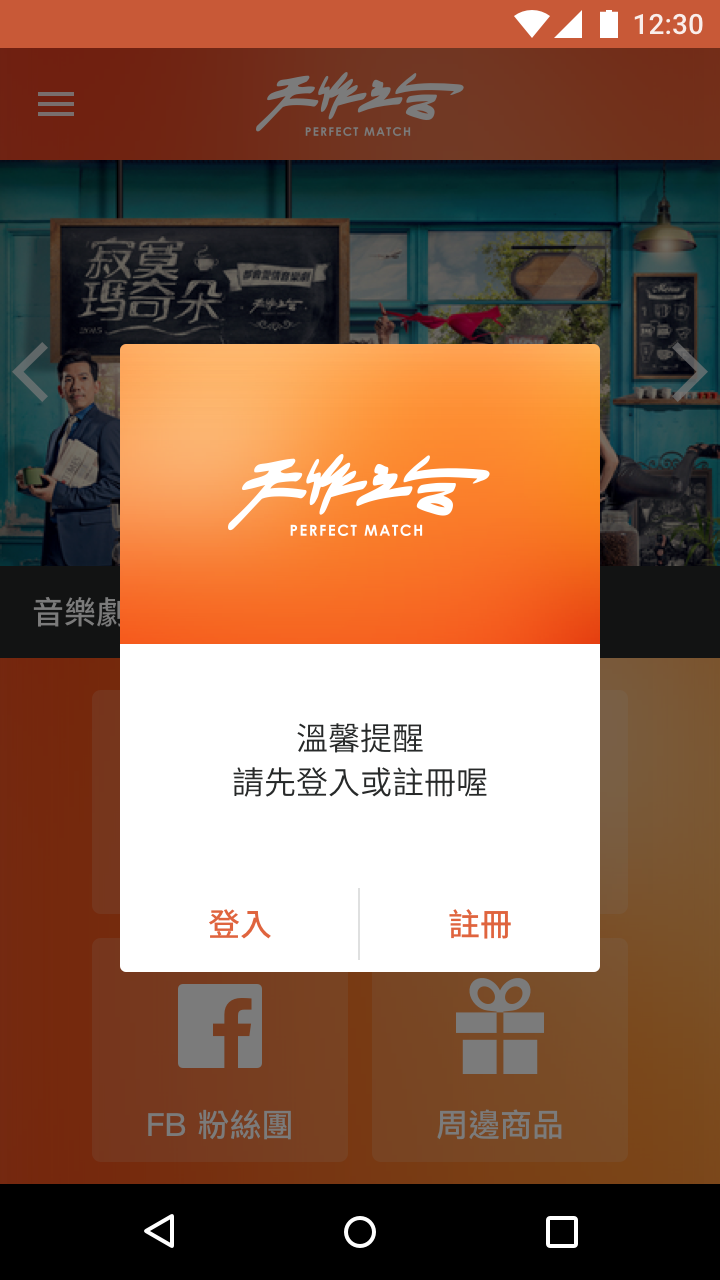 12:30
天作之合
PERFECT MATCH
寂寞
瑪奇朵
都會愛情音樂劇
天作之合
2015
Menu
天作之合
PERFECT MATCH
音樂劇
溫馨提醒
請先登入或註冊喔
登入
註冊
FB 粉絲團
周邊商品